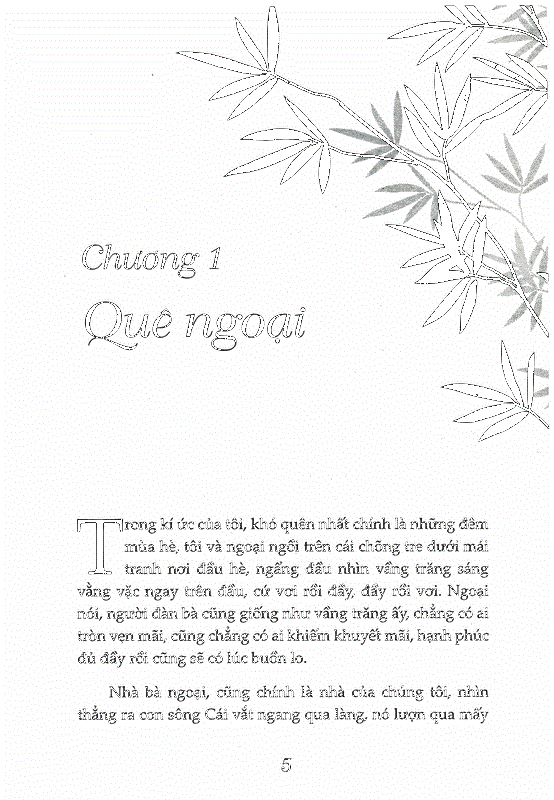 Chương 1
Quê ngoại
Trong kí ức của tôi, khó quên nhất chính là những đêm
mùa hè, tôi và ngoại ngồi trên cái chõng tre dưới mái
tranh nơi đầu hè, ngẩng đầu nhìn vầng trăng sáng
vằng vặc ngay trên đầu, cứ vơi rồi đầy, đầy rồi vơi. Ngoại
nói, người đàn bà cũng giống như vầng trăng ấy, chẳng có ai
tròn vẹn mãi, cũng chẳng có ai khiếm khuyết mãi, hạnh phúc
đủ đầy rồi cũng sẽ có lúc buồn lo.
Nhà bà ngoại, cũng chính là nhà của chúng tôi, nhìn
thẳng ra con sông Cái vắt ngang qua làng, nó lượn qua mấy
5